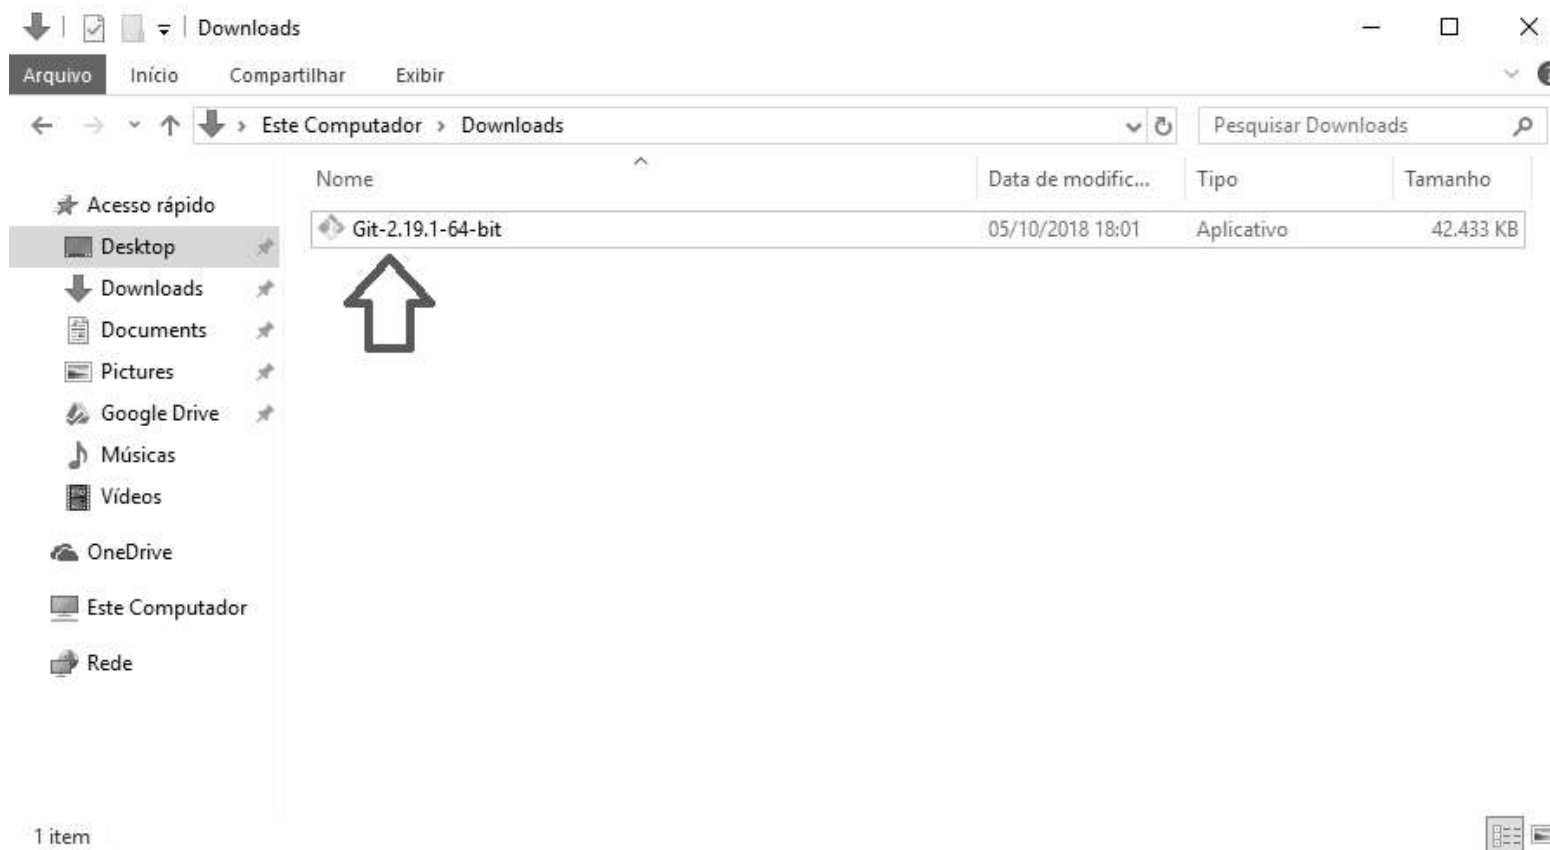 Downloads
Arquivo Início Compartilhar Exibir
Este Computador › Downloads Pesquisar Downloads
Nome Data de modific... Tipo Tamanho
Acesso rápido
Git-2.19.1-64-bit 05/10/2018 18:01 Aplicativo 42.433 KB
Desktop
Downloads
Documents
Pictures
Google Drive
Músicas
Vídeos
OneDrive
Este Computador
Rede
1 item